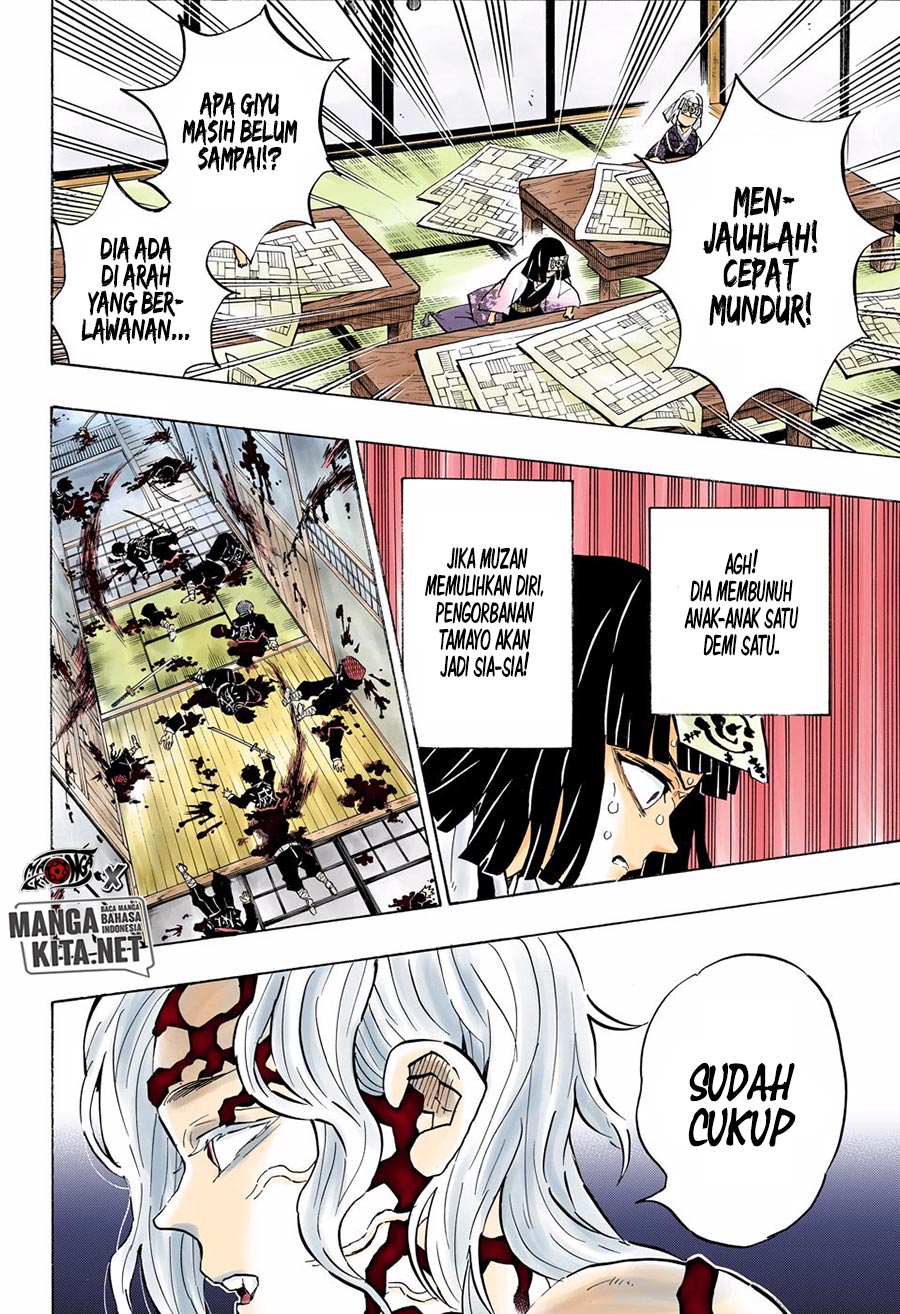 MEN-
JAUHLAH!
CEPAT
MUNDUR!
APA GIYU
MASIH BELUM
SAMPAI!?
DIA ADA
DI ARAH
YANG BER-
LAWANAN...
AGH!
DIA MEMBUNUH
ANAK-ANAK SATU
DEMI SATU..
JIKA MUZAN
MEMULIHKAN DIRI,
PENGORBANAN
TAMAYO AKAN
JADI SIA-SIA!
MANGA
KITA.NET
BACA MANGA
BAHASA
INDONESIA
SUDAH
CUKUP